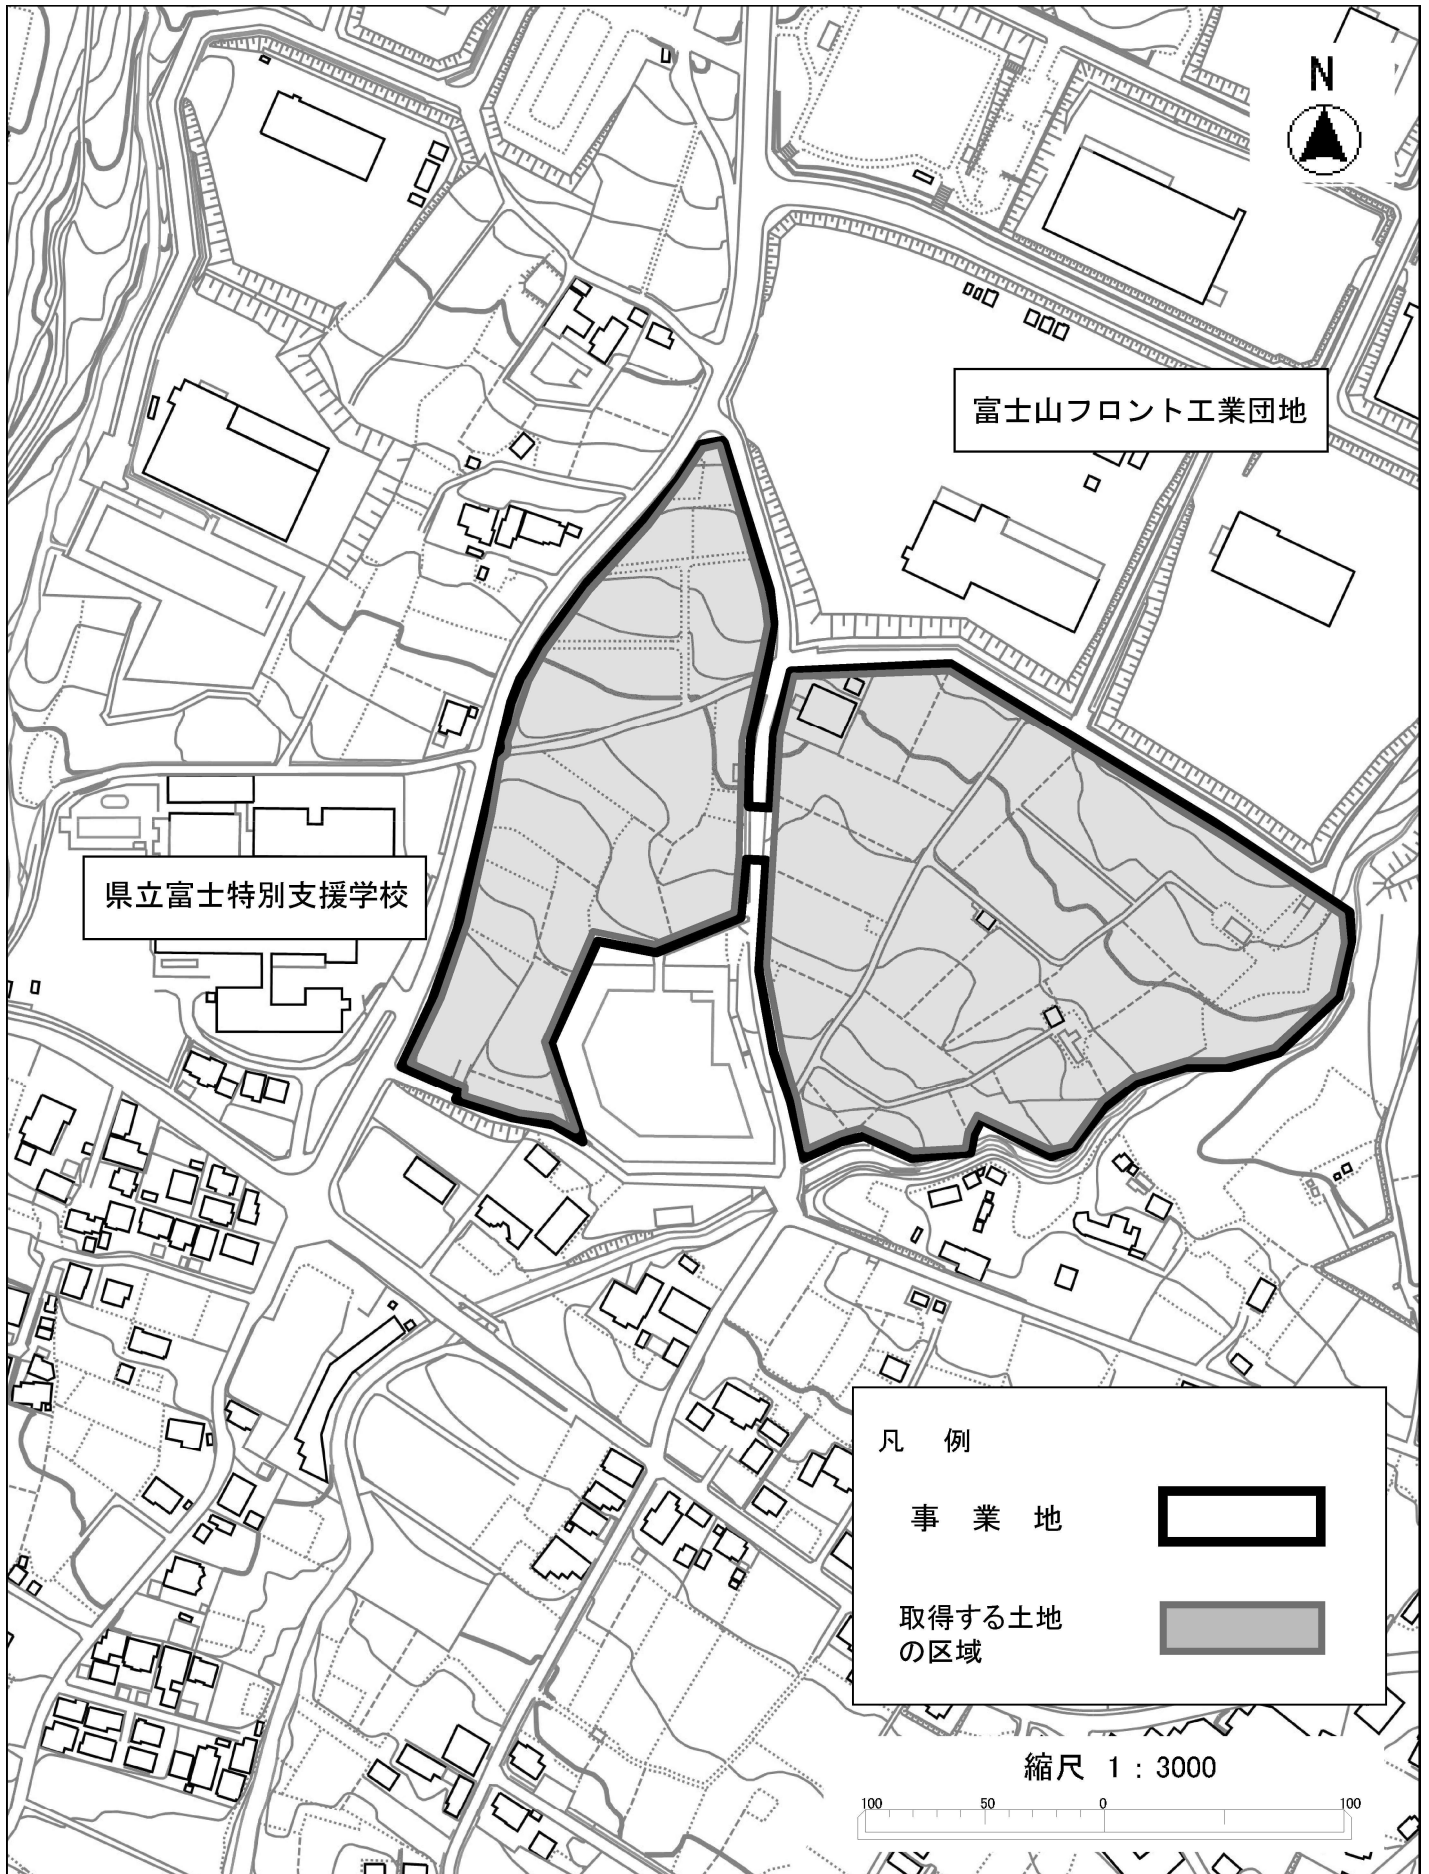 N
富士山フロント工業団地
県立富士特別支援学校
凡 例
事 業 地
取得する土地
の区域
縮尺 1：3000
100 50 0 100